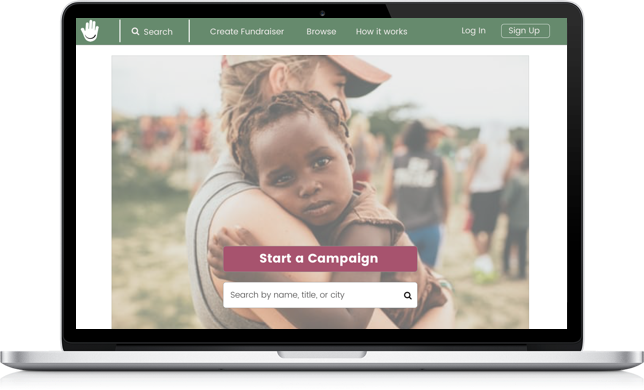 Search
Create Fundraiser
Browse
How it works
Log In
Sign Up
Start a Campaign
Search by name, title, or city